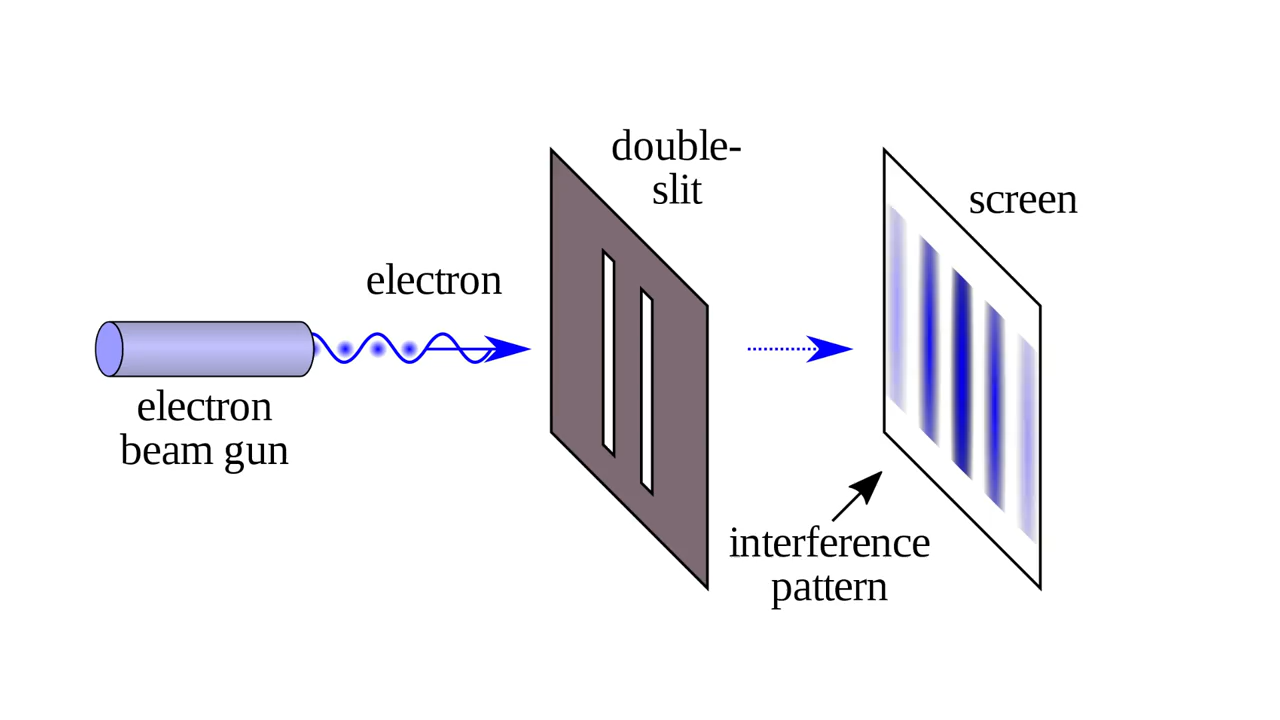 double-
slit
screen
electron
electron
beam gun
interference
pattern